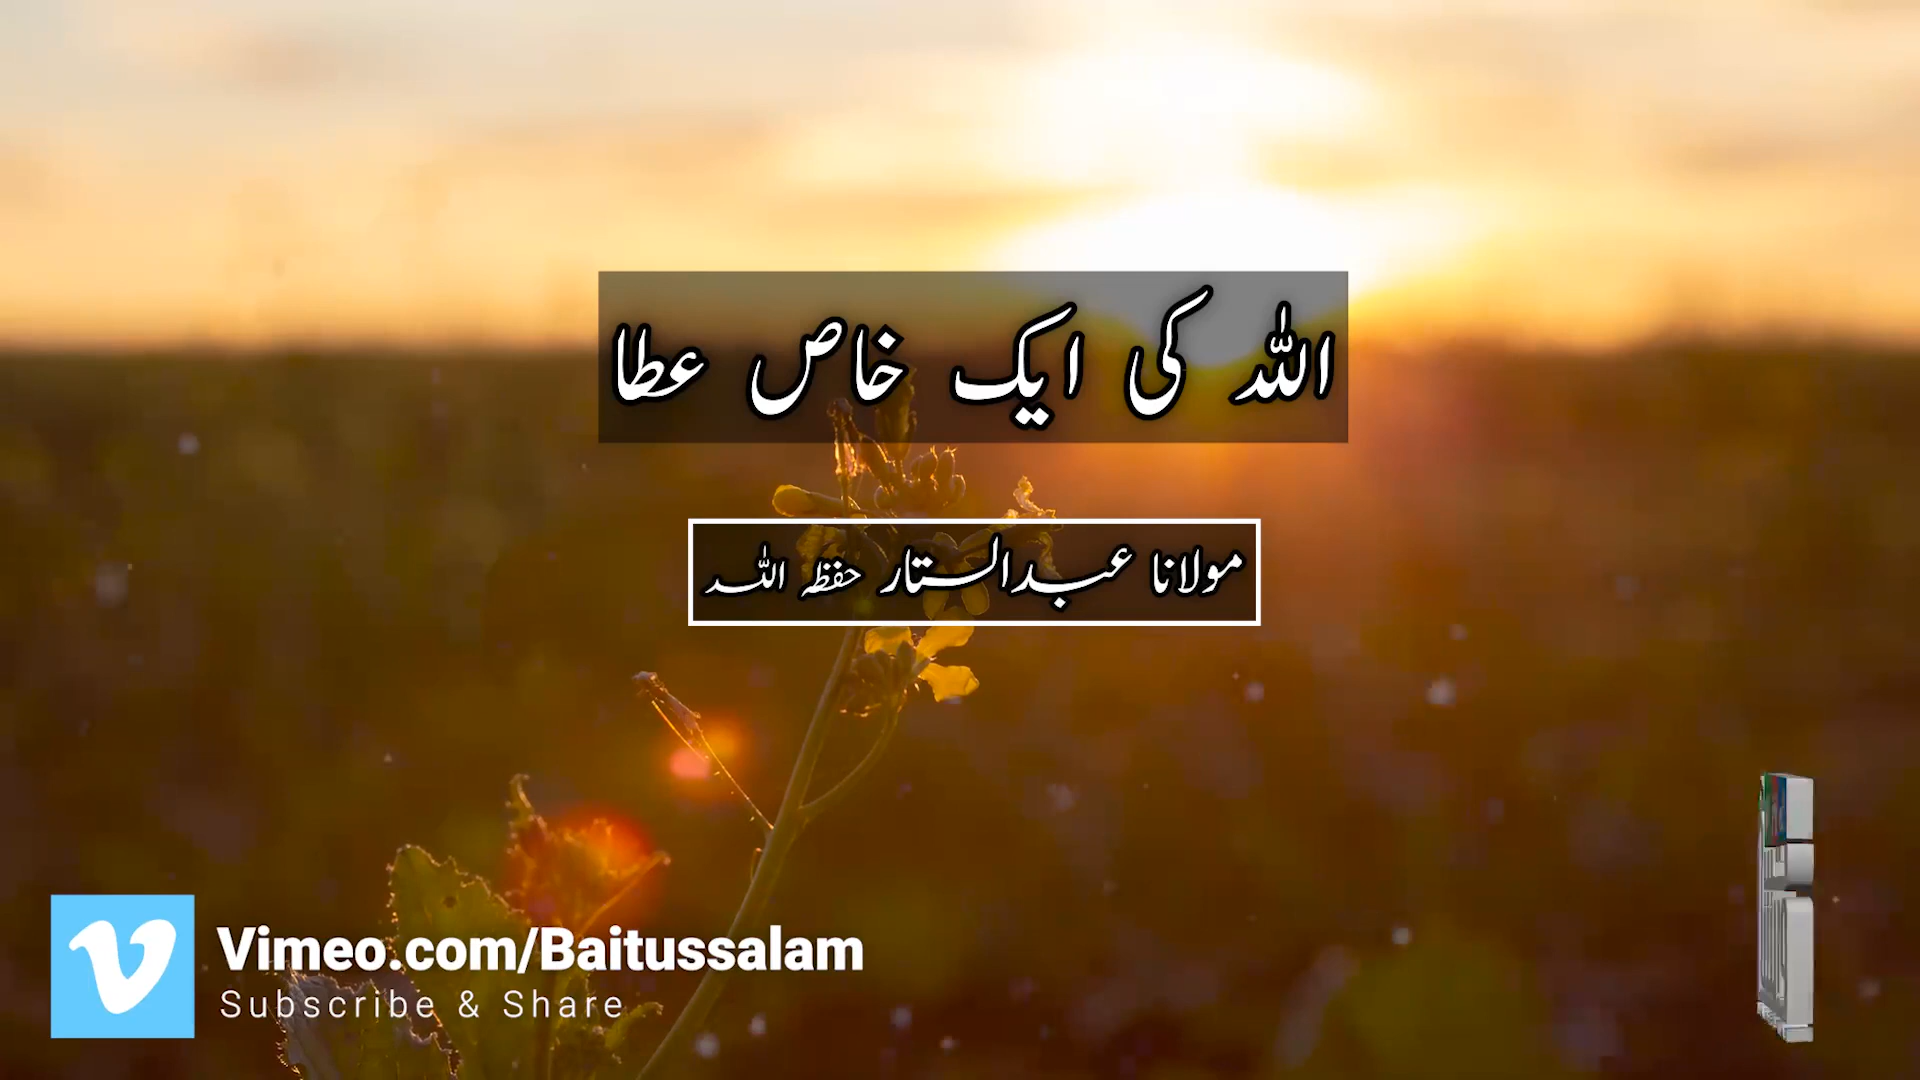 اللہ کی ایک خاص عطا
مولانا عبدالستار حفظہ اللہ
Vimeo.com/Baitussalam
Subscribe & Share